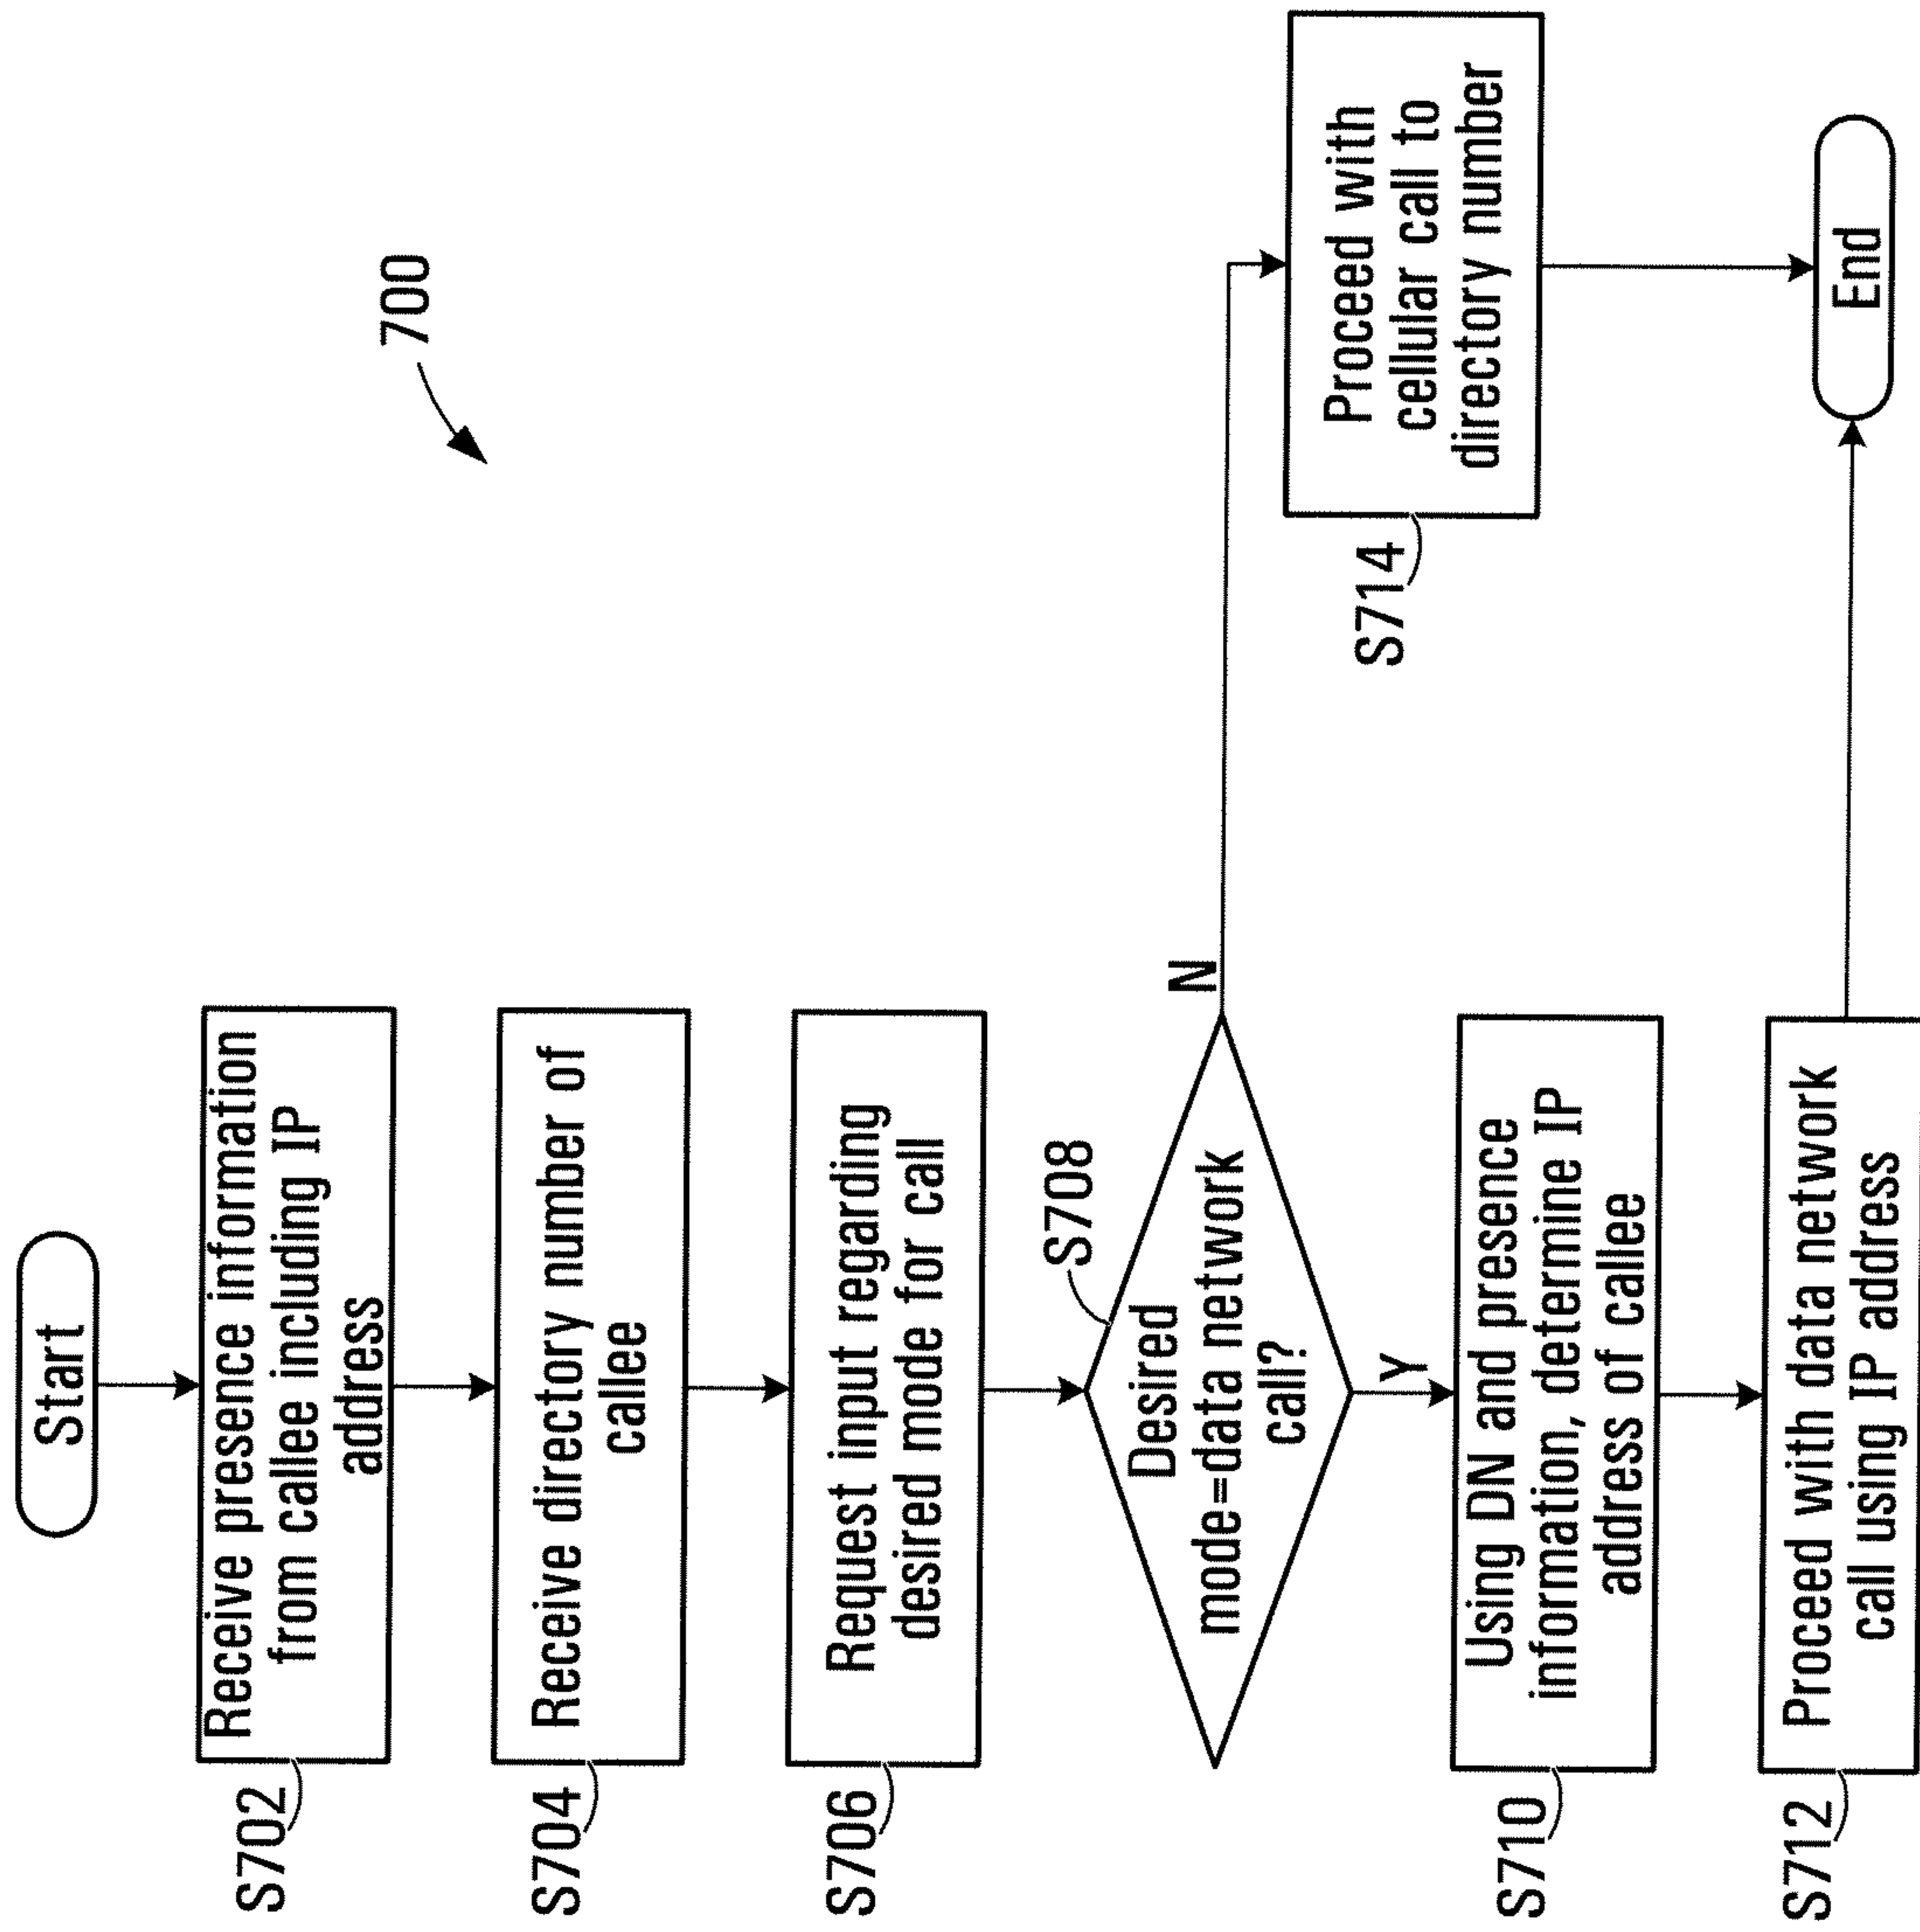 700
Start
S702
Receive presence information
from callee including IP
address
S704
Receive directory number of
callee
S706
Request input regarding
desired mode for call
S708
Desired
mode=data network
call?
N
Y
S710
Using DN and presence
information, determine IP
address of callee
S712
Proceed with data network
call using IP address
S714
Proceed with
cellular call to
directory number
End